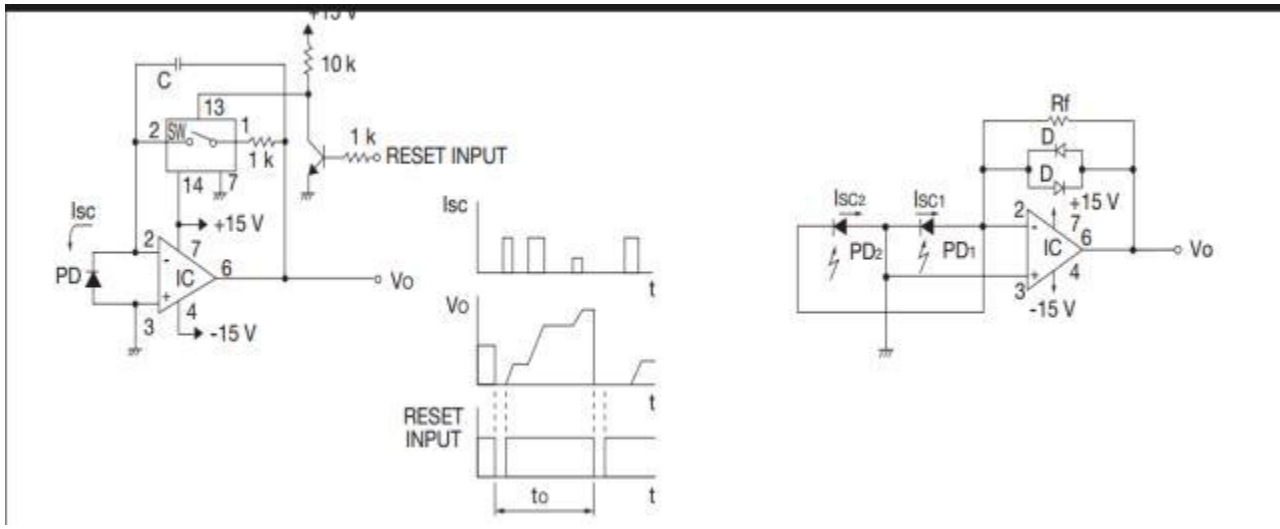 +15 V
10 k
C
13
2
SW
1
1 k
1 k
RESET INPUT
14
7
Isc
+15 V
2
7
-
PD
IC
6
Vo
+
3
4
-15 V
Isc
t
Vo
t
RESET
INPUT
t
to
Rf
D
D
ISC2
ISC1
+15 V
2
7
-
PD2
PD1
IC
6
Vo
+
3
4
-15 V